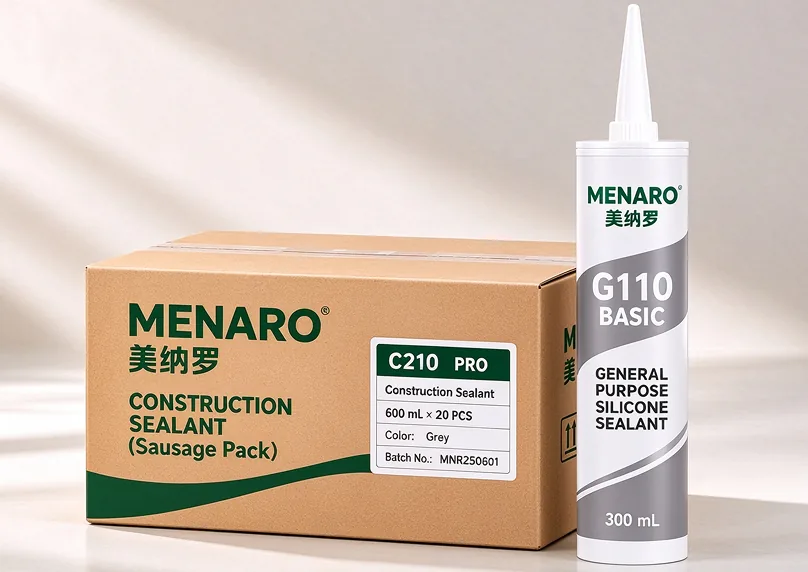 MENARO®
美纳罗
CONSTRUCTION
SEALANT
(Sausage Pack)
C210 PRO
Construction Sealant
600 mL × 20 PCS
Color: Grey
Batch No.: MNR250601
M
美
MENARO®
美纳罗
G110
BASIC
GENERAL
PURPOSE
SILICONE
SEALANT
300 mL